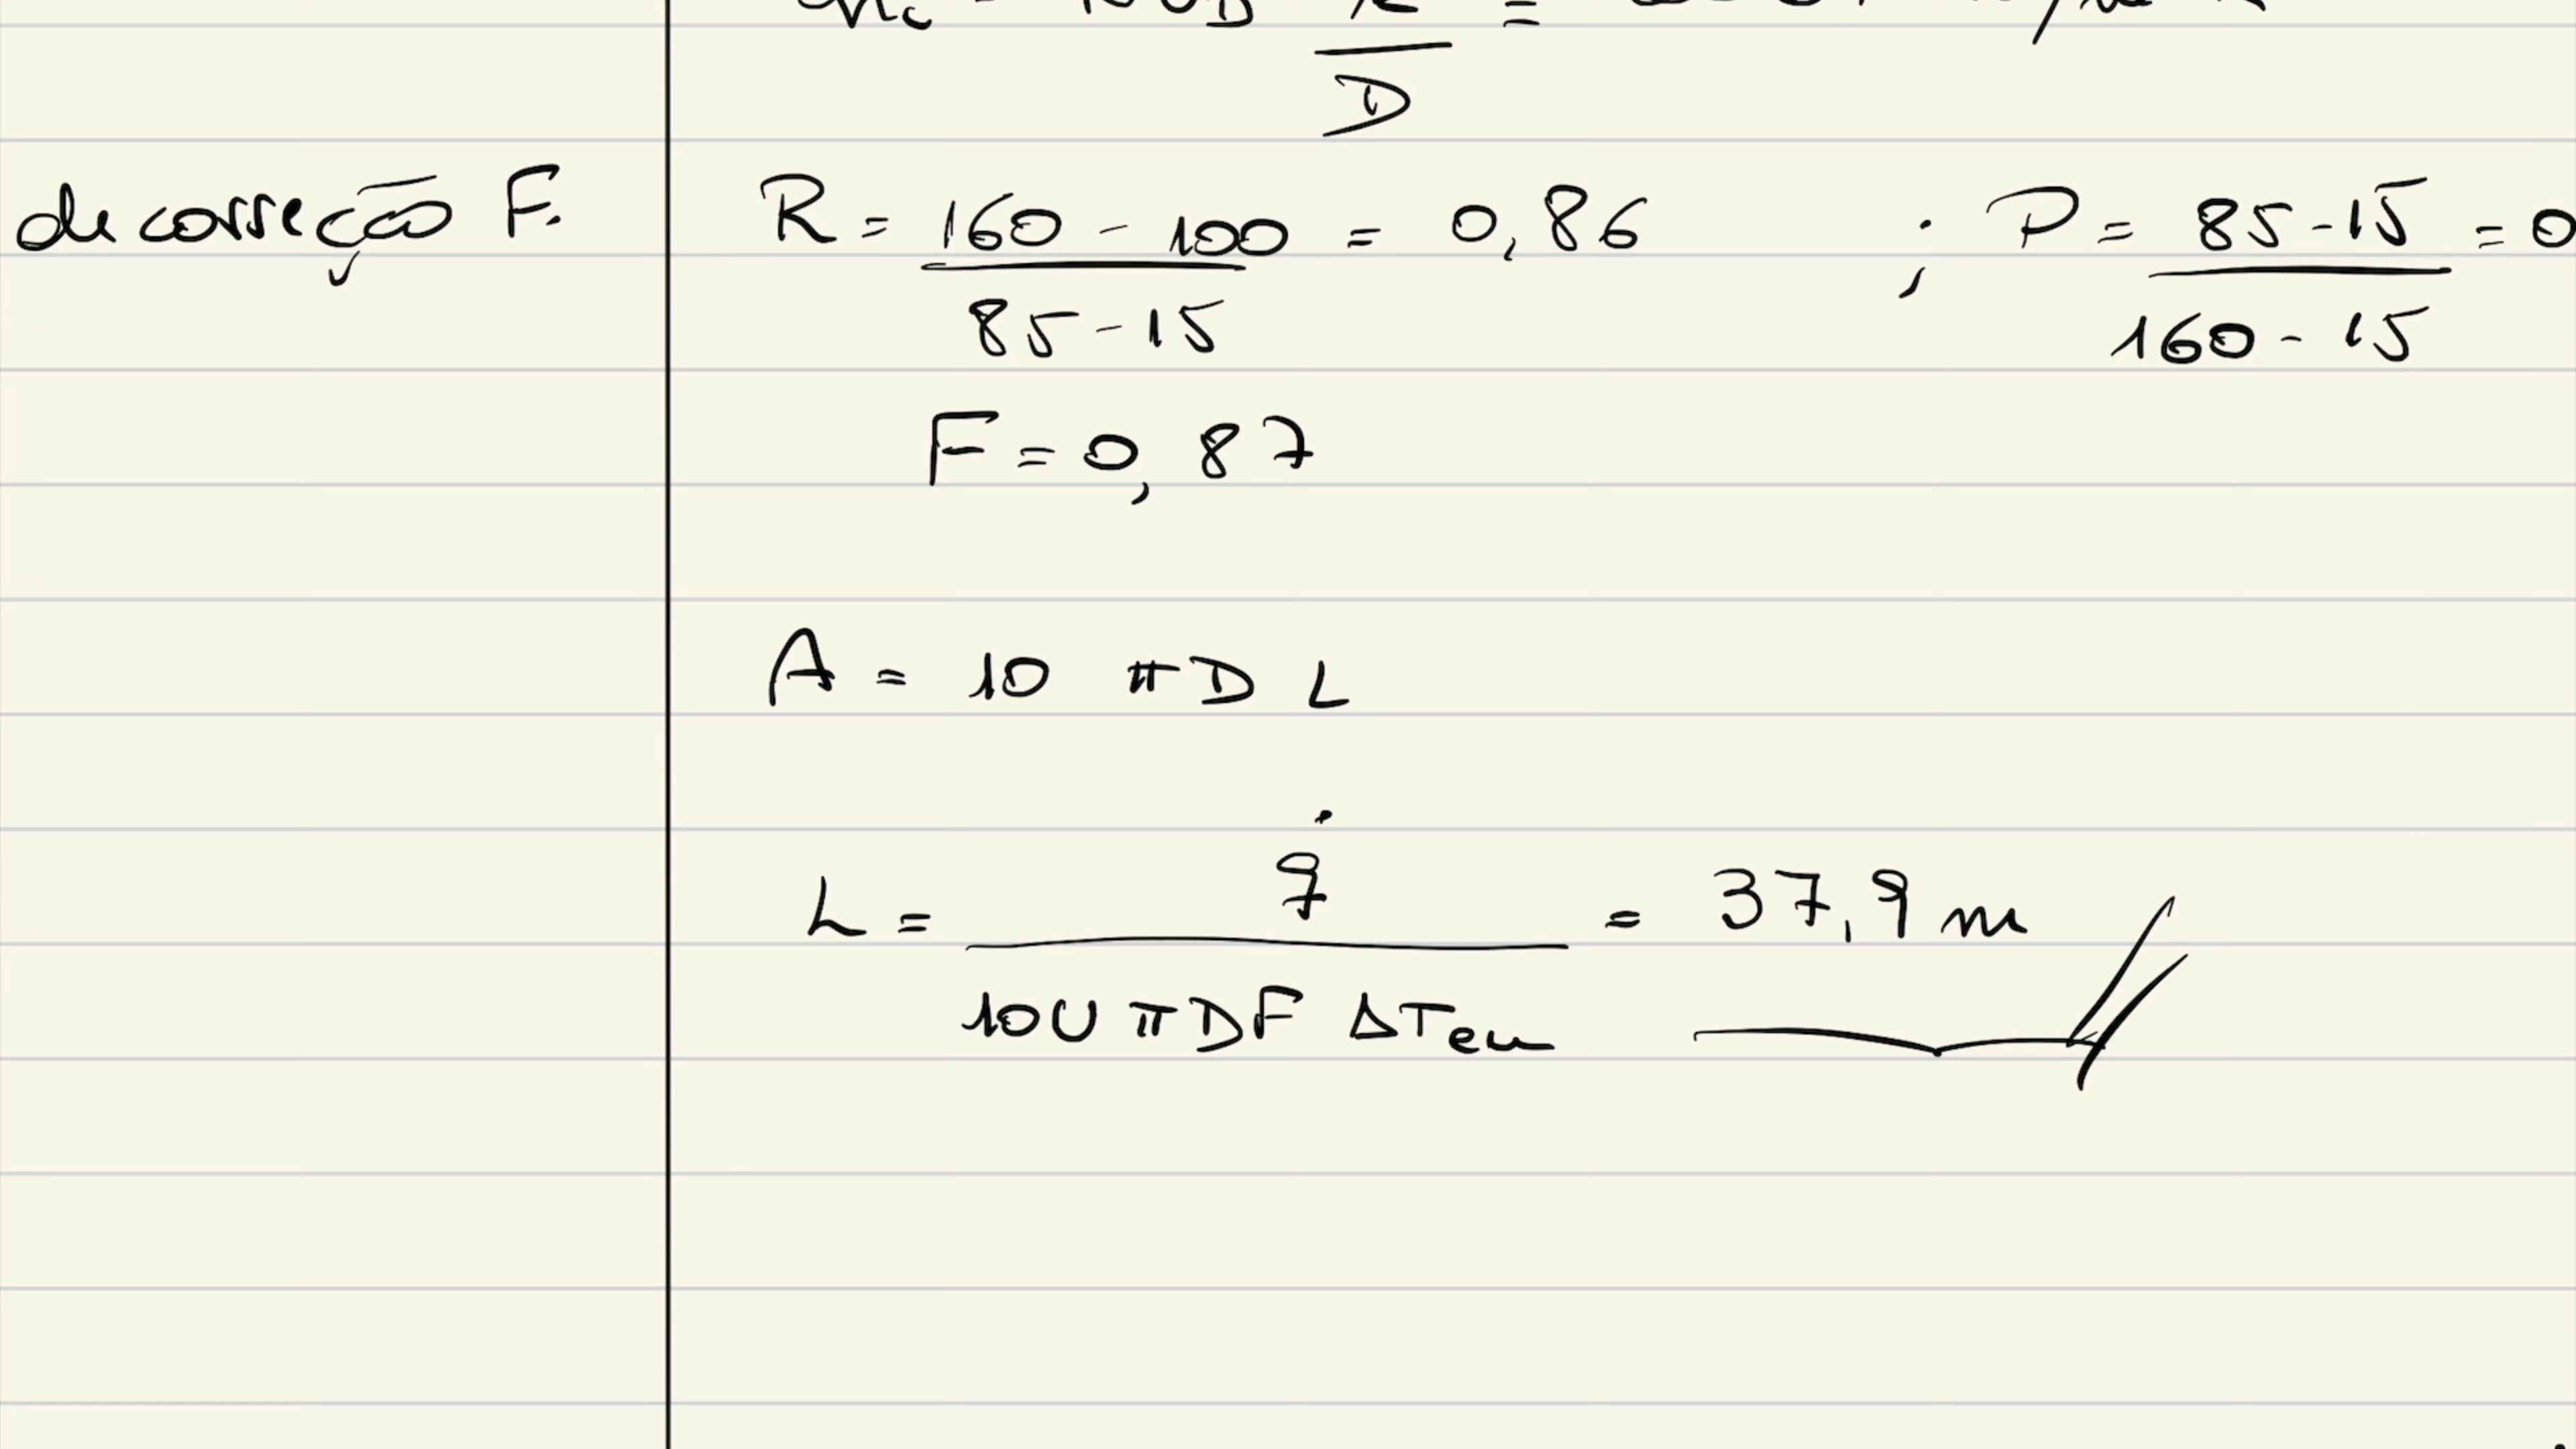 D
de correção F.
R = 160 - 100 = 0,86 ; P = 85 - 15 = 0
85 - 15 160 - 15
F = 0,87
A = 10 π D L
L = q̇ = 37,9 m
10 U π D F ΔTem